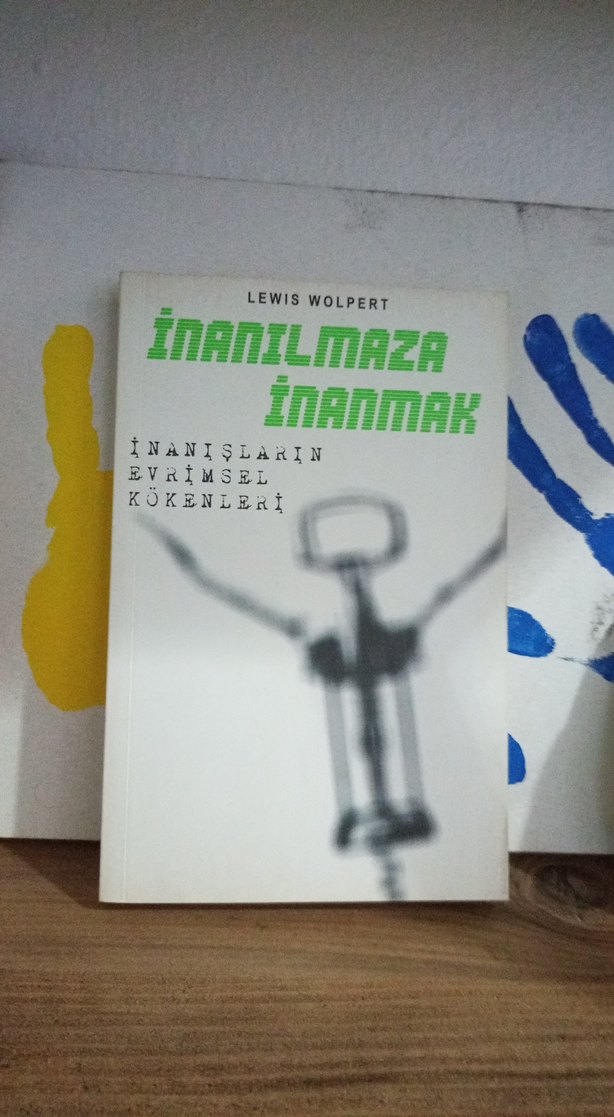 LEWIS WOLPERT
İNANILMAZA
İNANMAK
İNANIŞLARIN
EVRİMSEL
KÖKENLERİ